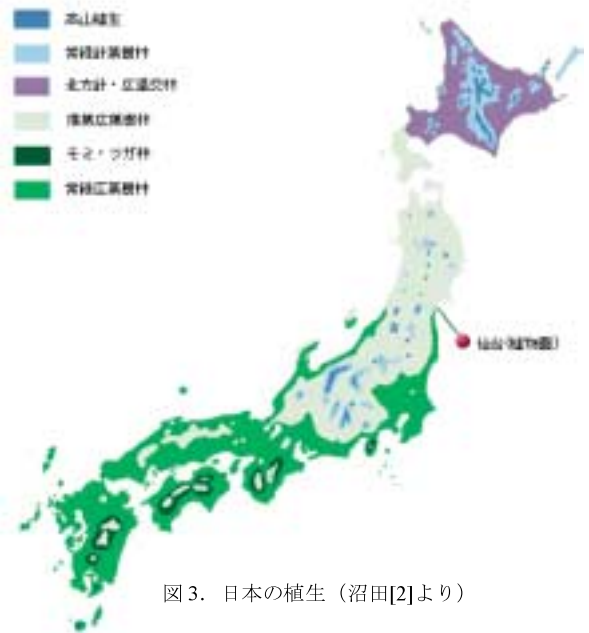 高山植生
常緑針葉樹林
北方針・広混交林
落葉広葉樹林
モミ・ツガ林
常緑広葉樹林
仙台(植物園)
図3．日本の植生（沼田[2]より）